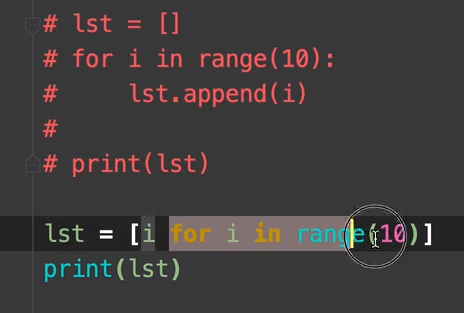 # lst = []
# for i in range(10):
#     lst.append(i)
#
# print(lst)
lst = [i for i in range(10)]
print(lst)